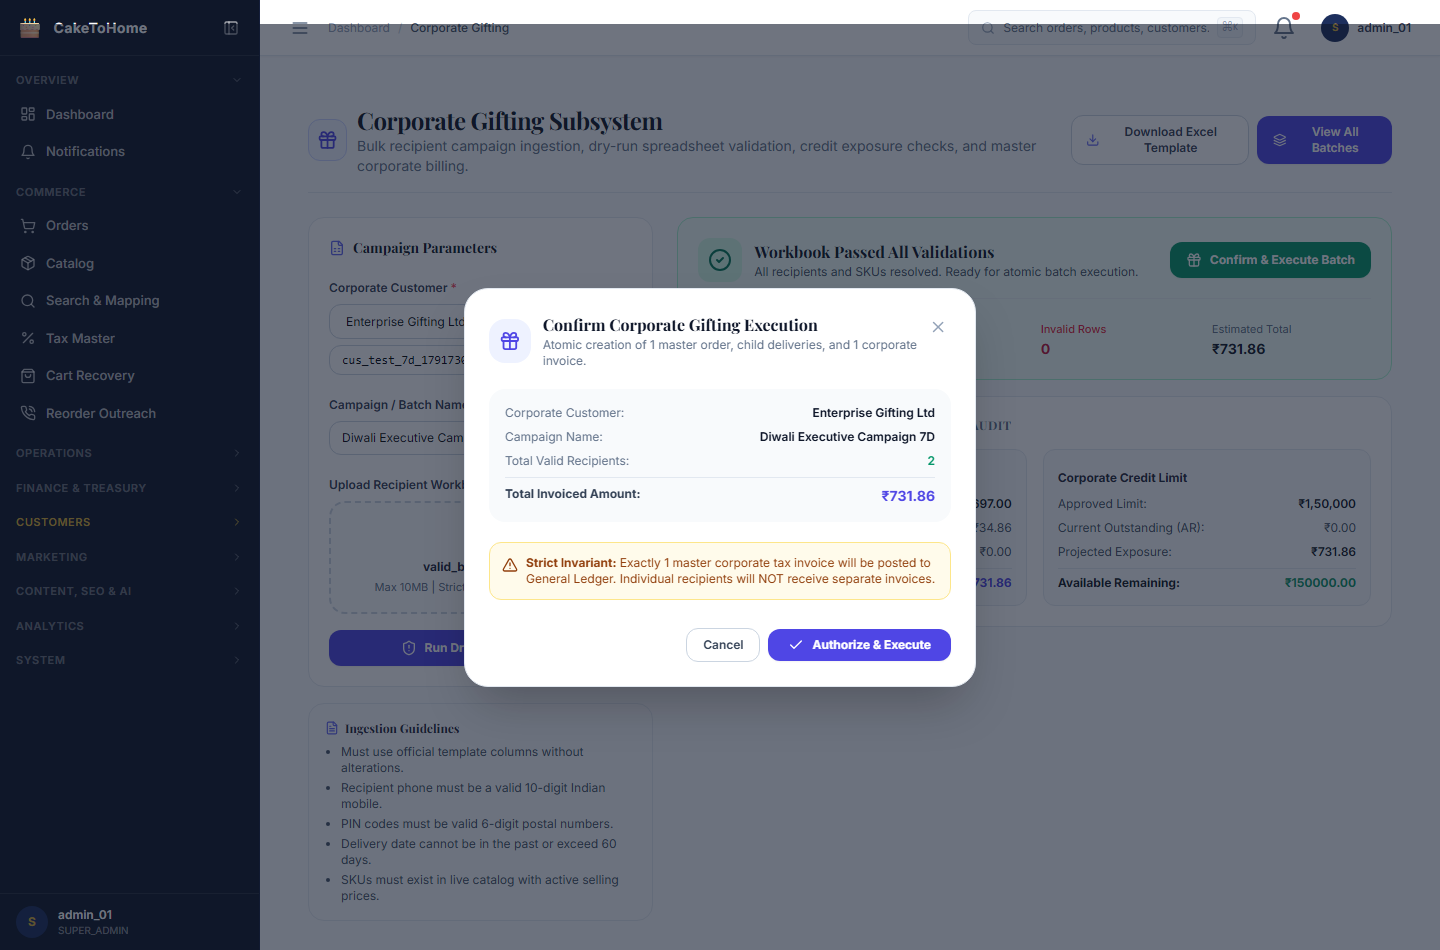 CakeToHome
OVERVIEW
Dashboard
Notifications
COMMERCE
Orders
Catalog
Search & Mapping
Tax Master
Cart Recovery
Reorder Outreach
OPERATIONS
FINANCE & TREASURY
CUSTOMERS
MARKETING
CONTENT, SEO & AI
ANALYTICS
SYSTEM
S
admin_01
SUPER_ADMIN
Dashboard / Corporate Gifting
Search orders, products, customers.
⌘K
S
admin_01
Corporate Gifting Subsystem
Bulk recipient campaign ingestion, dry-run spreadsheet validation, credit exposure checks, and master
corporate billing.
Download Excel
Template
View All
Batches
Campaign Parameters
Corporate Customer *
Enterprise Gifting Ltd
cus_test_7d_179173
Campaign / Batch Name
Diwali Executive Cam
Upload Recipient Work
valid_b
Max 10MB | Strict
Run Dr
Ingestion Guidelines
• Must use official template columns without
alterations.
• Recipient phone must be a valid 10-digit Indian
mobile.
• PIN codes must be valid 6-digit postal numbers.
• Delivery date cannot be in the past or exceed 60
days.
• SKUs must exist in live catalog with active selling
prices.
Workbook Passed All Validations
All recipients and SKUs resolved. Ready for atomic batch execution.
Confirm & Execute Batch
Invalid Rows
0
Estimated Total
₹731.86
AUDIT
697.00
₹34.86
₹0.00
731.86
Corporate Credit Limit
Approved Limit: ₹1,50,000
Current Outstanding (AR): ₹0.00
Projected Exposure: ₹731.86
Available Remaining: ₹150000.00
Confirm Corporate Gifting Execution
Atomic creation of 1 master order, child deliveries, and 1 corporate
invoice.
Corporate Customer: Enterprise Gifting Ltd
Campaign Name: Diwali Executive Campaign 7D
Total Valid Recipients: 2
Total Invoiced Amount: ₹731.86
Strict Invariant: Exactly 1 master corporate tax invoice will be posted to
General Ledger. Individual recipients will NOT receive separate invoices.
Cancel
Authorize & Execute